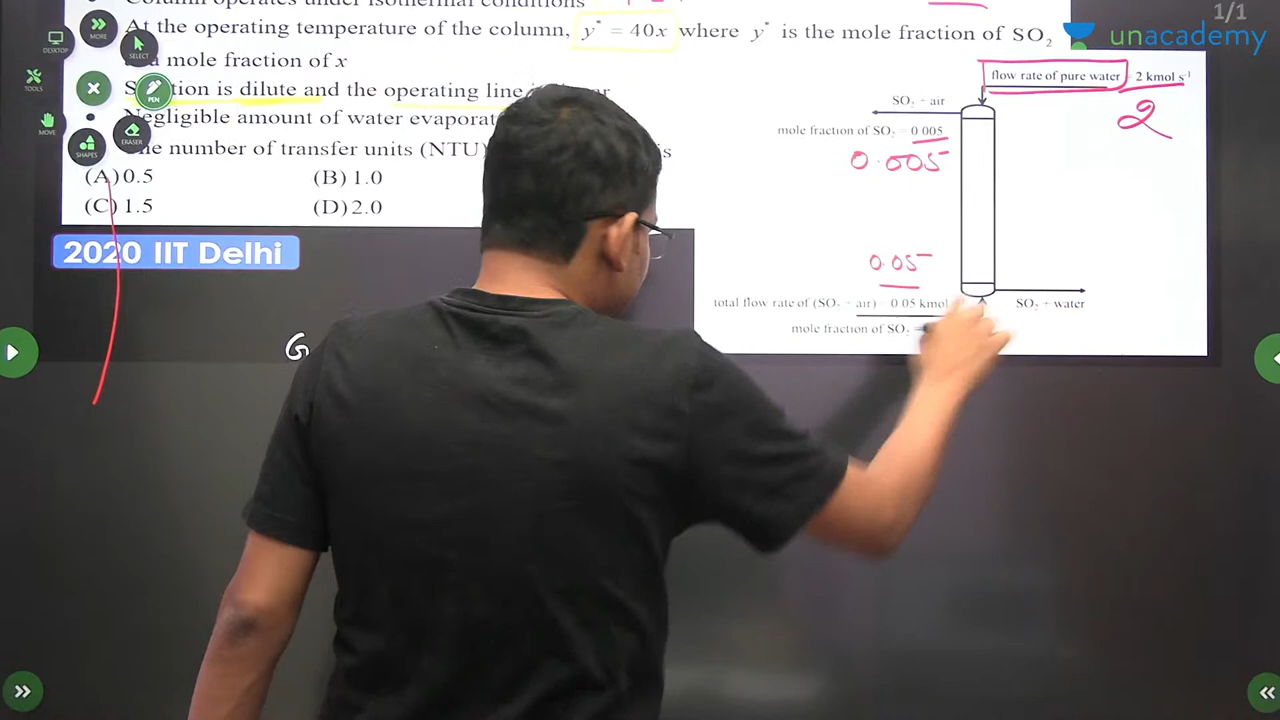 Column operates under isothermal conditions
1/1
At the operating temperature of the column, y* = 40x where y* is the mole fraction of SO₂
mole fraction of x
is dilute and the operating line
Negligible amount of water
number of transfer units (NTU) is
(A) 0.5
(B) 1.0
(C) 1.5
(D) 2.0
2020 IIT Delhi
unacademy
DESKTOP
MORE
SELECT
TOOLS
PEN
MOVE
SHAPES
ERASER
flow rate of pure water 2 kmol s⁻¹
2
SO₂ + air
mole fraction of SO₂ = 0.005
0.005
0.05
total flow rate of (SO₂ + air) = 0.05 kmol
SO₂ + water
mole fraction of SO₂ =
G